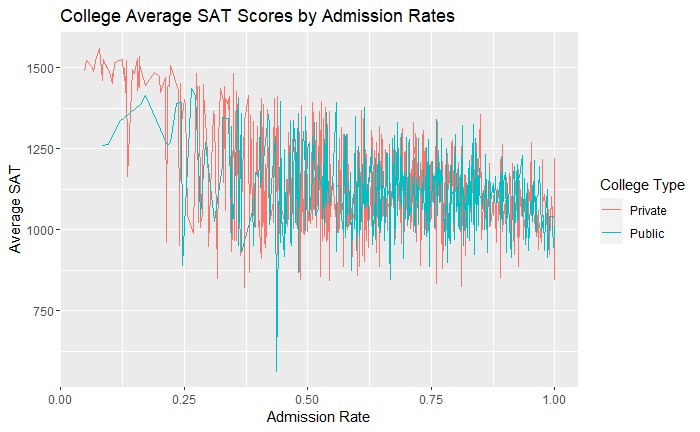 College Average SAT Scores by Admission Rates
1500
1250
1000
750
Average SAT
0.00 0.25 0.50 0.75 1.00
Admission Rate
College Type
Private
Public